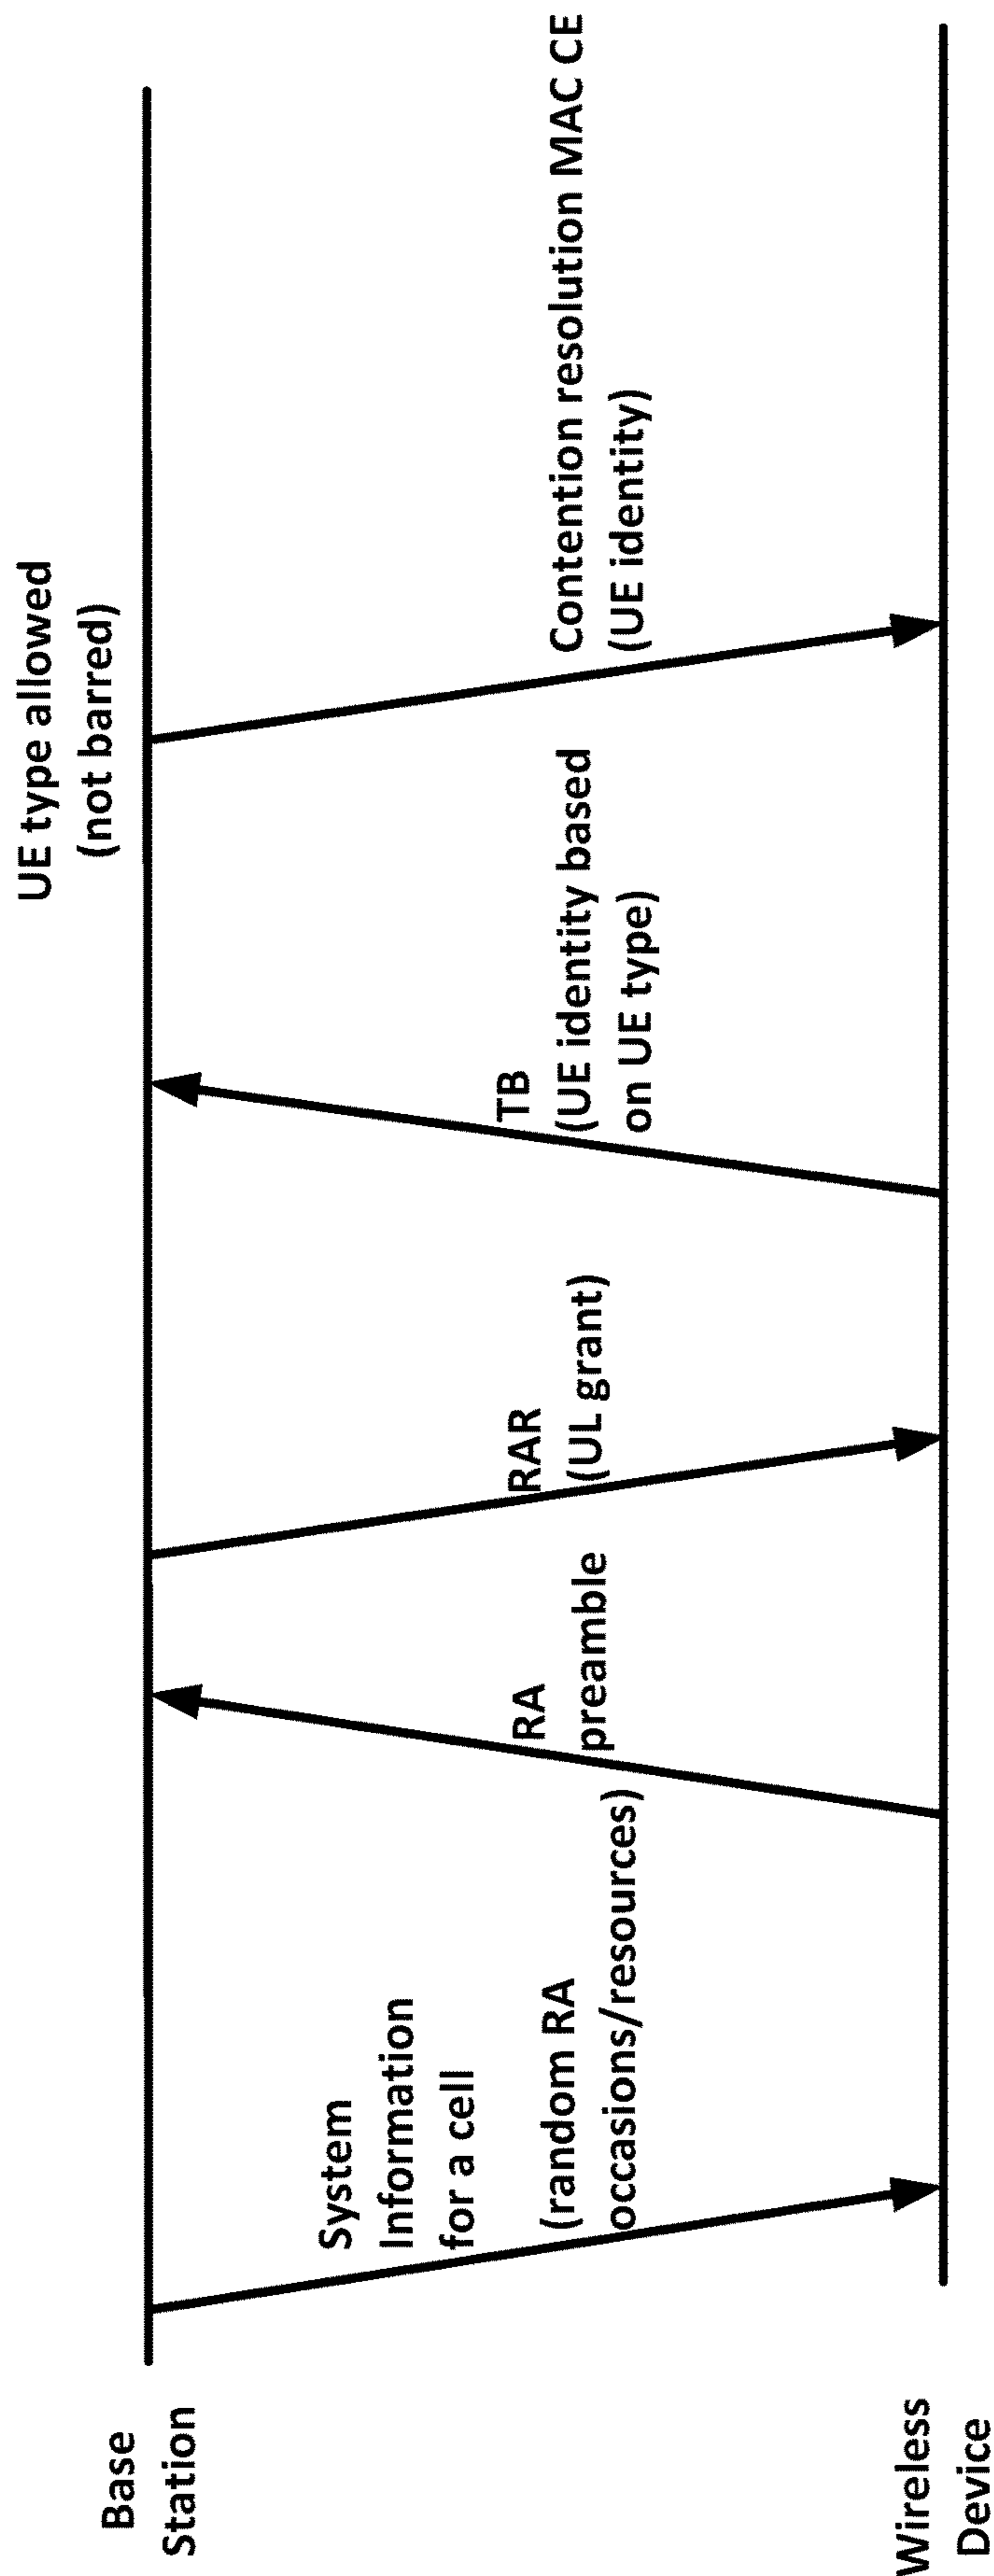 Base
Station
Wireless
Device
System
Information
for a cell
(random RA
occasions/resources)
RA
preamble
RAR
(UL grant)
TB
(UE identity based
on UE type)
UE type allowed
(not barred)
Contention resolution MAC CE
(UE identity)